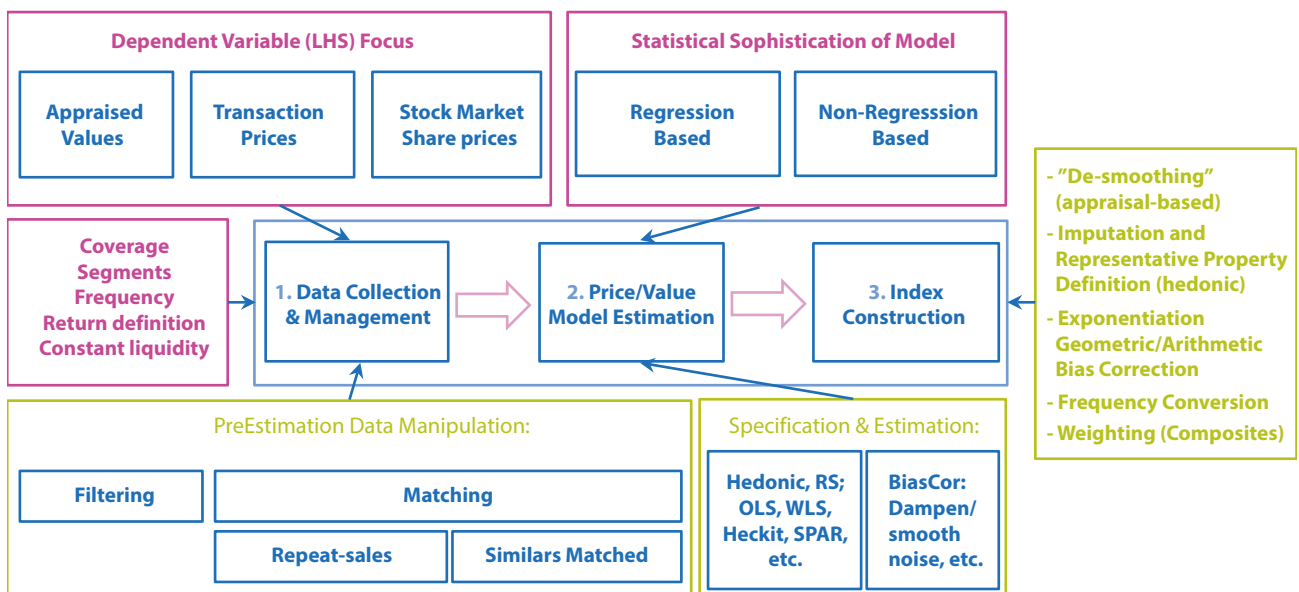 Dependent Variable (LHS) Focus
Appraised
Values
Transaction
Prices
Stock Market
Share prices
Statistical Sophistication of Model
Regression
Based
Non-Regresssion
Based
Coverage
Segments
Frequency
Return definition
Constant liquidity
1. Data Collection
& Management
2. Price/Value
Model Estimation
3. Index
Construction
- ”De-smoothing”
(appraisal-based)
- Imputation and
Representative Property
Definition (hedonic)
- Exponentiation
Geometric/Arithmetic
Bias Correction
- Frequency Conversion
- Weighting (Composites)
PreEstimation Data Manipulation:
Filtering
Matching
Repeat-sales
Similars Matched
Specification & Estimation:
Hedonic, RS;
OLS, WLS,
Heckit, SPAR,
etc.
BiasCor:
Dampen/
smooth
noise, etc.